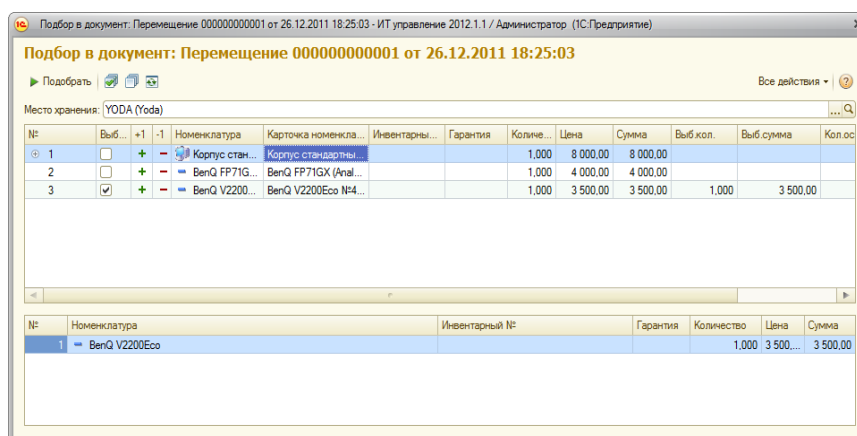 Подбор в документ: Перемещение 000000000001 от 26.12.2011 18:25:03 - ИТ управление 2012.1.1 / Администратор (1С:Предприятие)
Подбор в документ: Перемещение 000000000001 от 26.12.2011 18:25:03
Подобрать Все действия
Место хранения: YODA (Yoda) ...
№ Выб... +1 -1 Номенклатура Карточка номенкла... Инвентарны... Гарантия Количе... Цена Сумма Выб.кол. Выб.сумма Кол.ос
1 Корпус стан... Корпус стандартны... 1,000 8 000,00 8 000,00
2 BenQ FP71G... BenQ FP71GX (Anal... 1,000 4 000,00 4 000,00
3 BenQ V2200... BenQ V2200Eco №4... 1,000 3 500,00 3 500,00 1,000 3 500,00
№ Номенклатура Инвентарный № Гарантия Количество Цена Сумма
1 BenQ V2200Eco 1,000 3 500,... 3 500,00